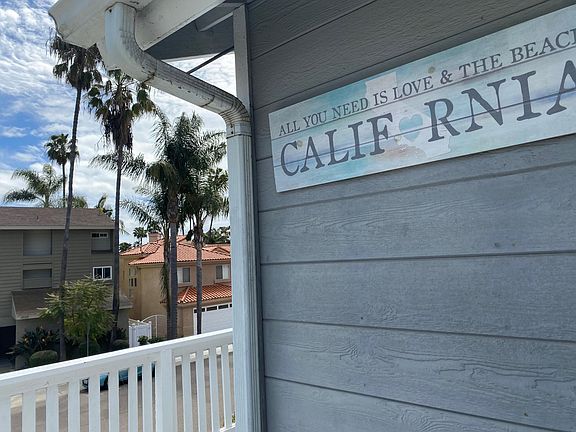 ALL YOU NEED IS LOVE & THE BEACH
CALIFORNIA